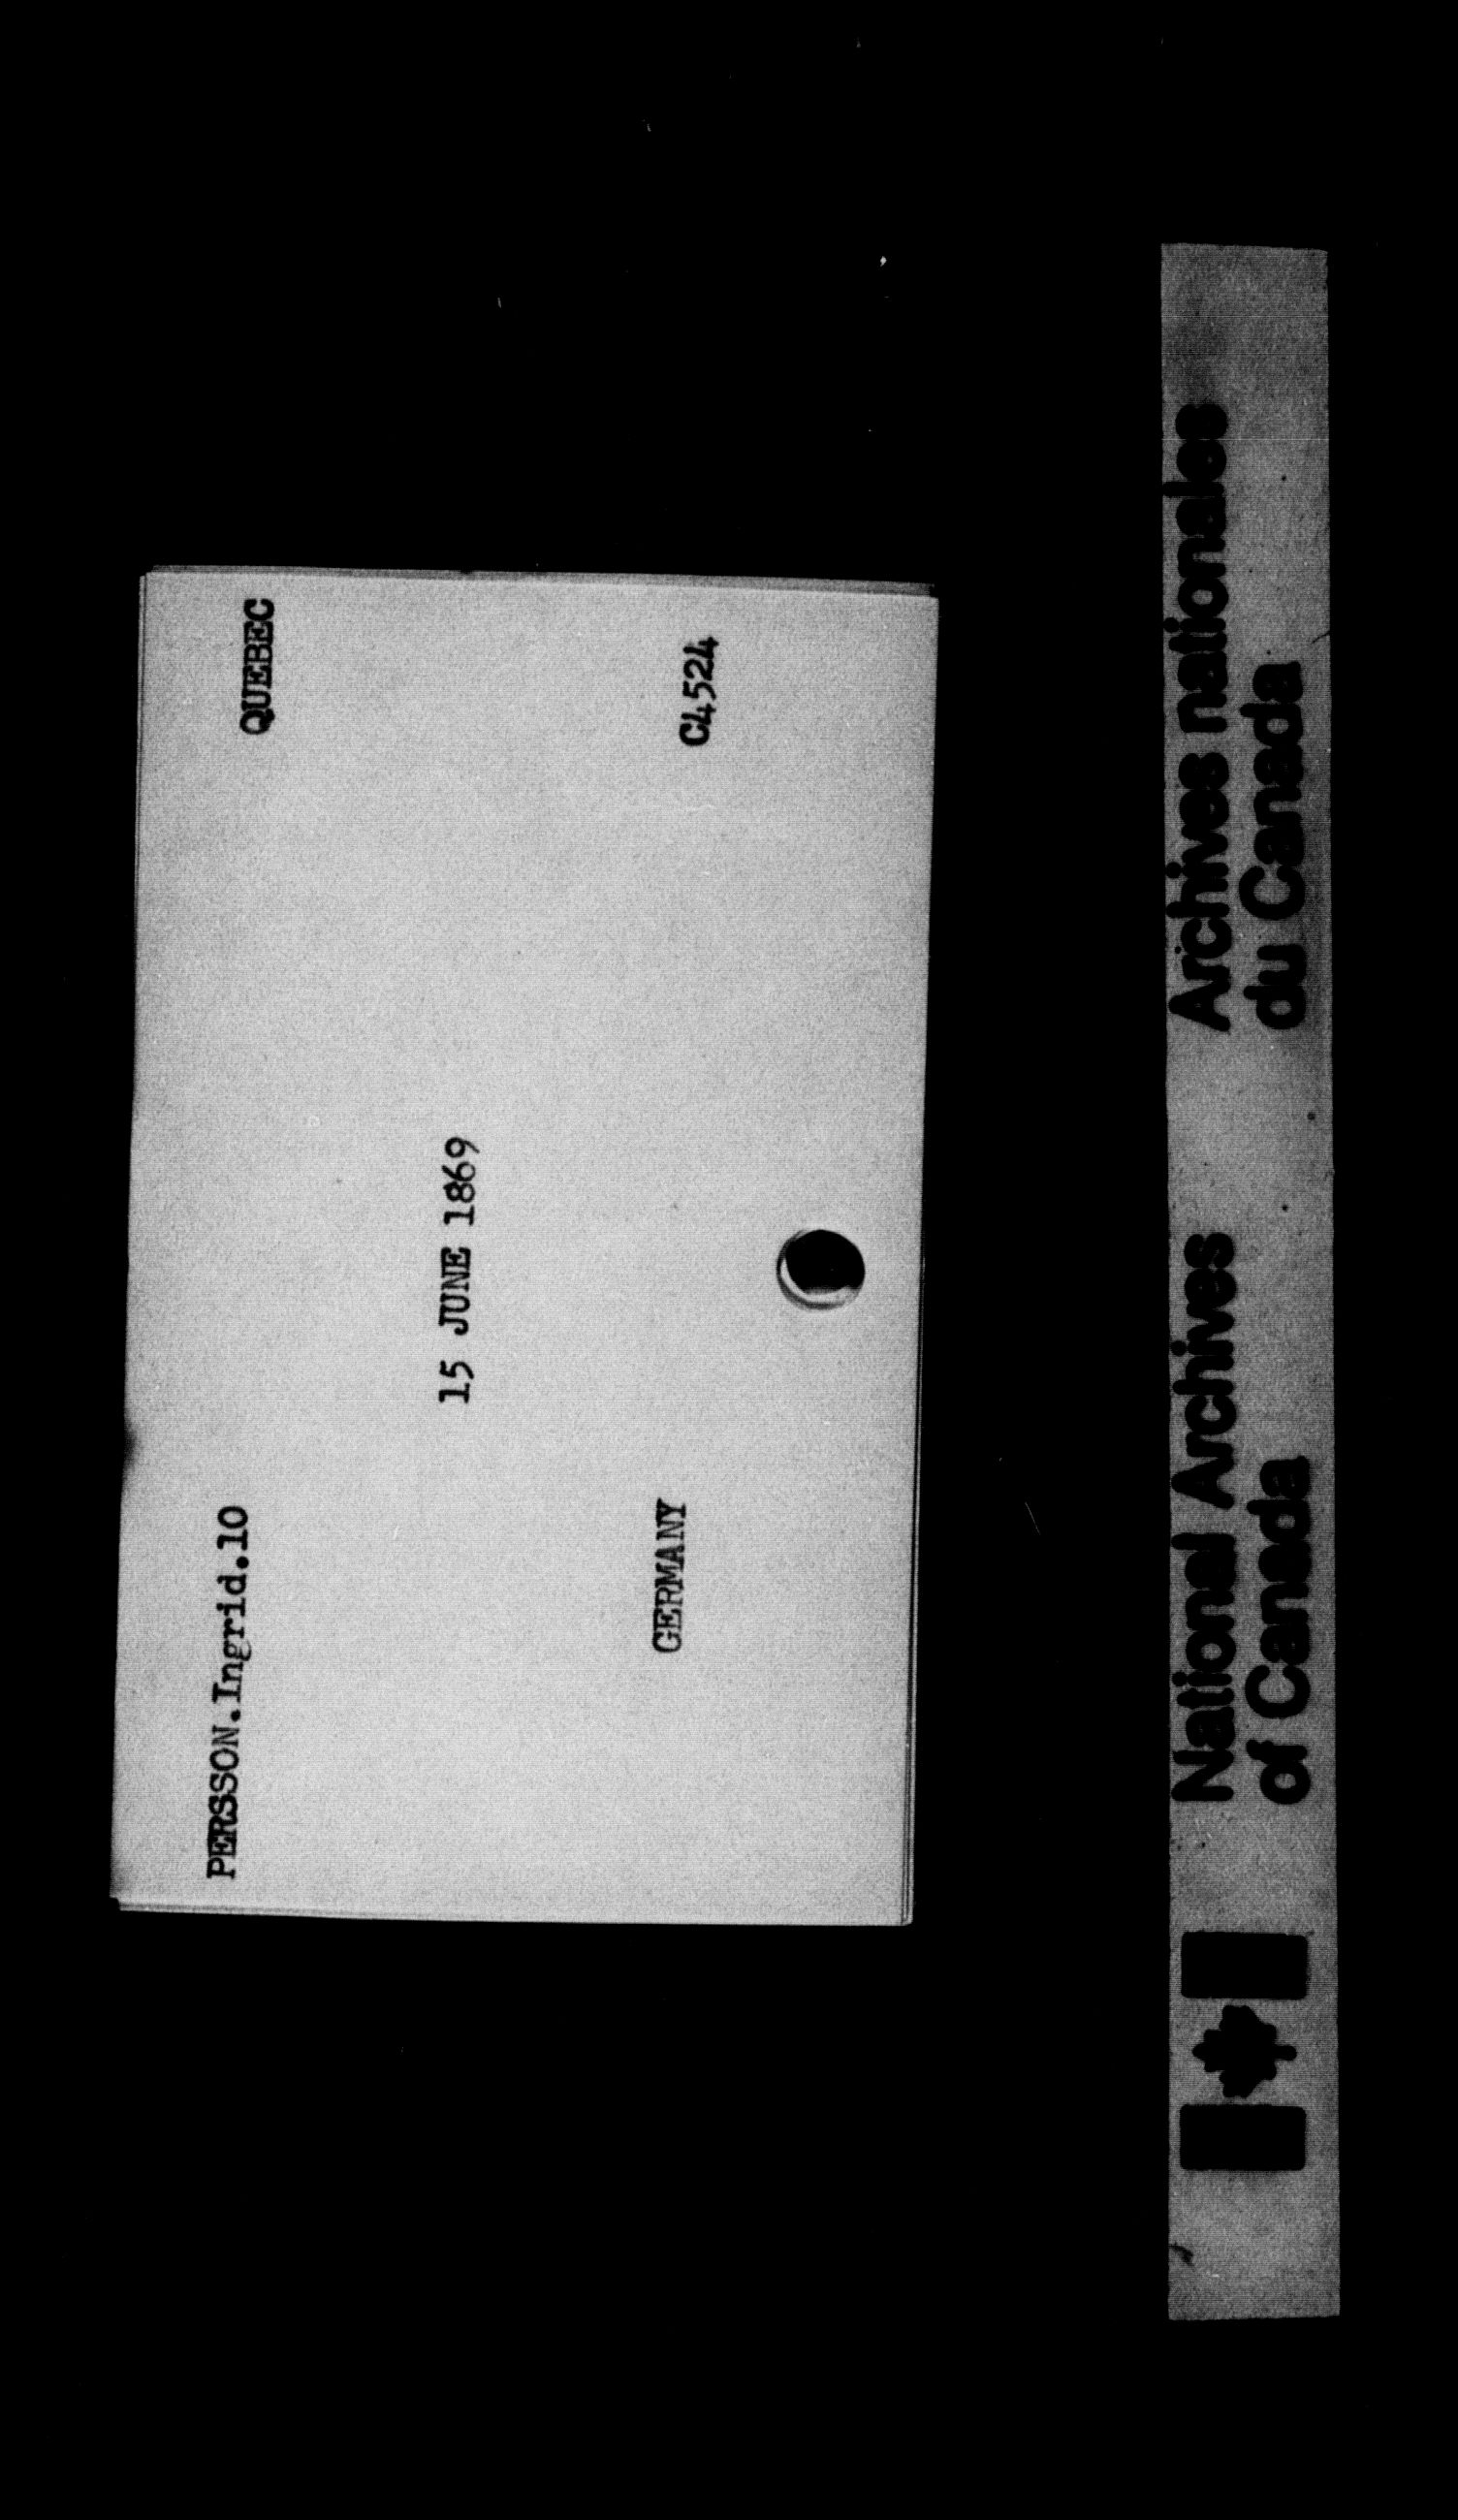 PERSSON.Ingrid.10 QUEBEC
15 JUNE 1869
GERMANY C4524
National Archives Archives nationales
of Canada du Canada